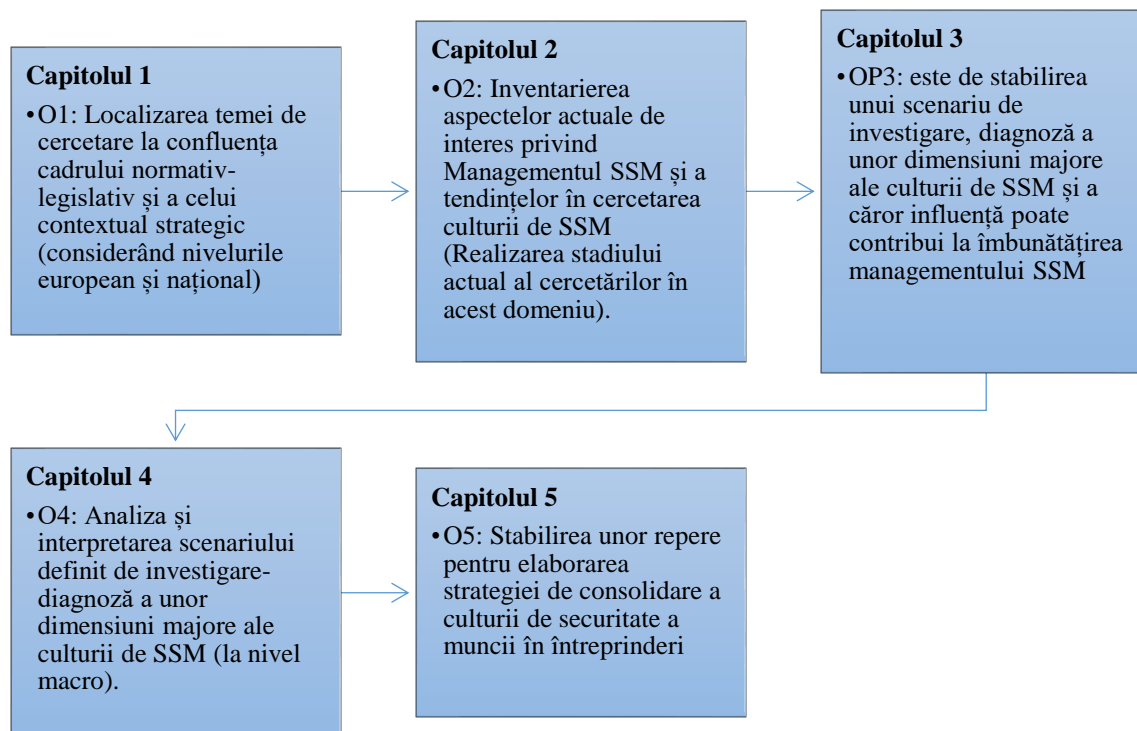 Capitolul 1
•O1: Localizarea temei de
cercetare la confluența
cadrului normativ-
legislativ și a celui
contextual strategic
(considerând nivelurile
european și național)
Capitolul 2
•O2: Inventarierea
aspectelor actuale de
interes privind
Managementul SSM și a
tendințelor în cercetarea
culturii de SSM
(Realizarea stadiului
actual al cercetărilor în
acest domeniu).
Capitolul 3
•OP3: este de stabilirea
unui scenariu de
investigare, diagnoză a
unor dimensiuni majore
ale culturii de SSM și a
căror influență poate
contribui la îmbunătățirea
managementului SSM
Capitolul 4
•O4: Analiza și
interpretarea scenariului
definit de investigare-
diagnoză a unor
dimensiuni majore ale
culturii de SSM (la nivel
macro).
Capitolul 5
•O5: Stabilirea unor repere
pentru elaborarea
strategiei de consolidare a
culturii de securitate a
muncii în întreprinderi